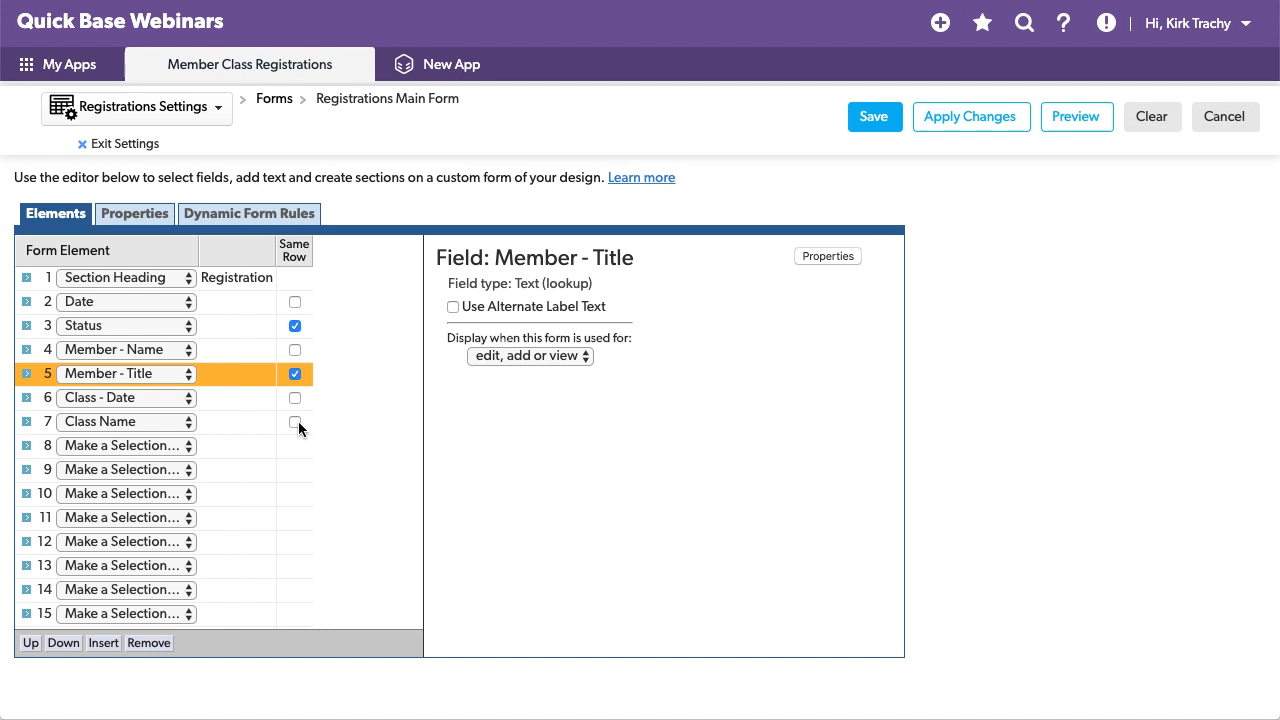 Quick Base Webinars
Hi, Kirk Trachy
My Apps
Member Class Registrations
New App
Registrations Settings
Forms
Registrations Main Form
Save
Apply Changes
Preview
Clear
Cancel
Exit Settings
Use the editor below to select fields, add text and create sections on a custom form of your design. Learn more
Elements
Properties
Dynamic Form Rules
Form Element
Same
Row
1 Section Heading Registration
2 Date
3 Status
4 Member - Name
5 Member - Title
6 Class - Date
7 Class Name
8 Make a Selection...
9 Make a Selection...
10 Make a Selection...
11 Make a Selection...
12 Make a Selection...
13 Make a Selection...
14 Make a Selection...
15 Make a Selection...
Up Down Insert Remove
Field: Member - Title
Properties
Field type: Text (lookup)
Use Alternate Label Text
Display when this form is used for:
edit, add or view